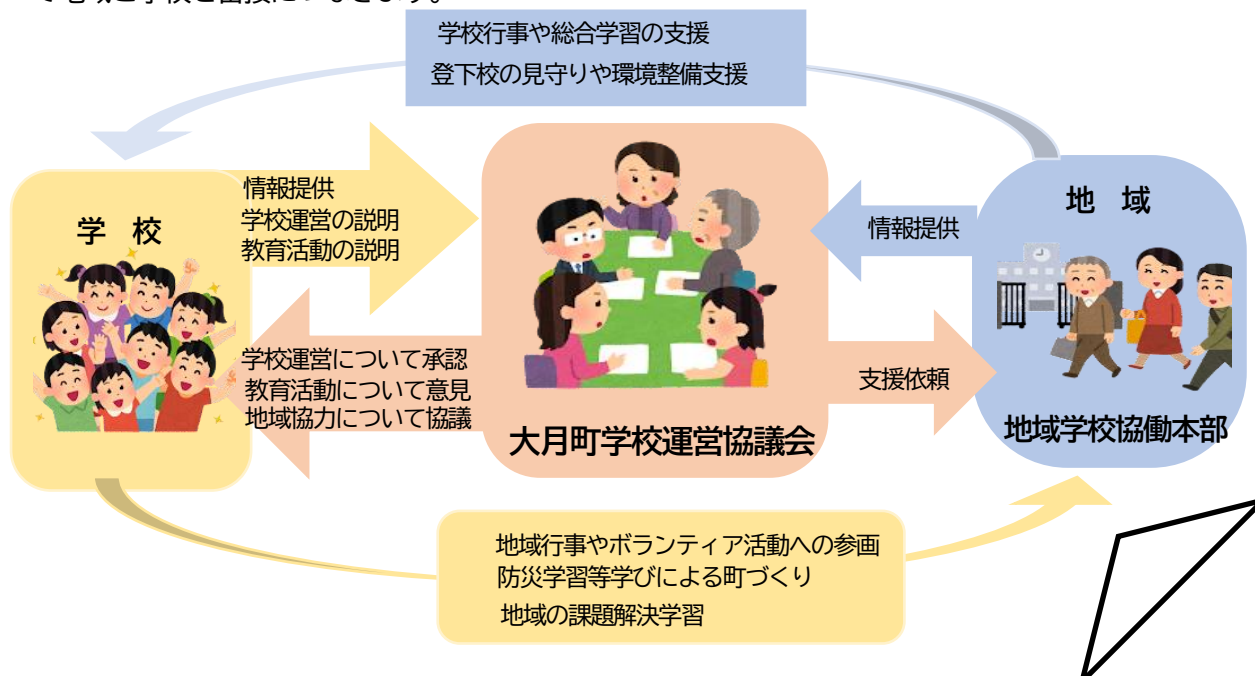 学校行事や総合学習の支援
登下校の見守りや環境整備支援
学 校
情報提供
学校運営の説明
教育活動の説明
学校運営について承認
教育活動について意見
地域協力について協議
大月町学校運営協議会
情報提供
支援依頼
地 域
地域学校協働本部
地域行事やボランティア活動への参画
防災学習等学びによる町づくり
地域の課題解決学習